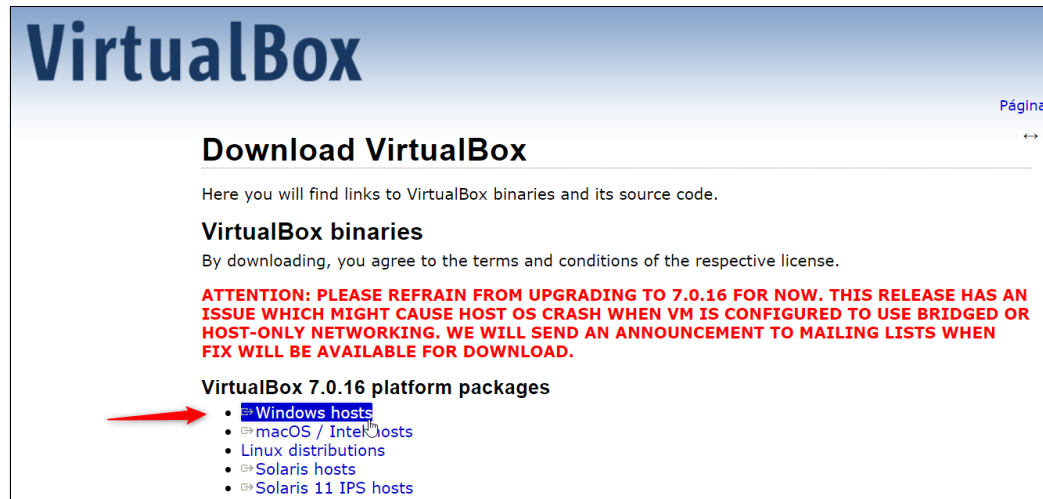 VirtualBox
Página
↔
Download VirtualBox
Here you will find links to VirtualBox binaries and its source code.
VirtualBox binaries
By downloading, you agree to the terms and conditions of the respective license.
ATTENTION: PLEASE REFRAIN FROM UPGRADING TO 7.0.16 FOR NOW. THIS RELEASE HAS AN
ISSUE WHICH MIGHT CAUSE HOST OS CRASH WHEN VM IS CONFIGURED TO USE BRIDGED OR
HOST-ONLY NETWORKING. WE WILL SEND AN ANNOUNCEMENT TO MAILING LISTS WHEN
FIX WILL BE AVAILABLE FOR DOWNLOAD.
VirtualBox 7.0.16 platform packages
Windows hosts
macOS / Intel hosts
Linux distributions
Solaris hosts
Solaris 11 IPS hosts